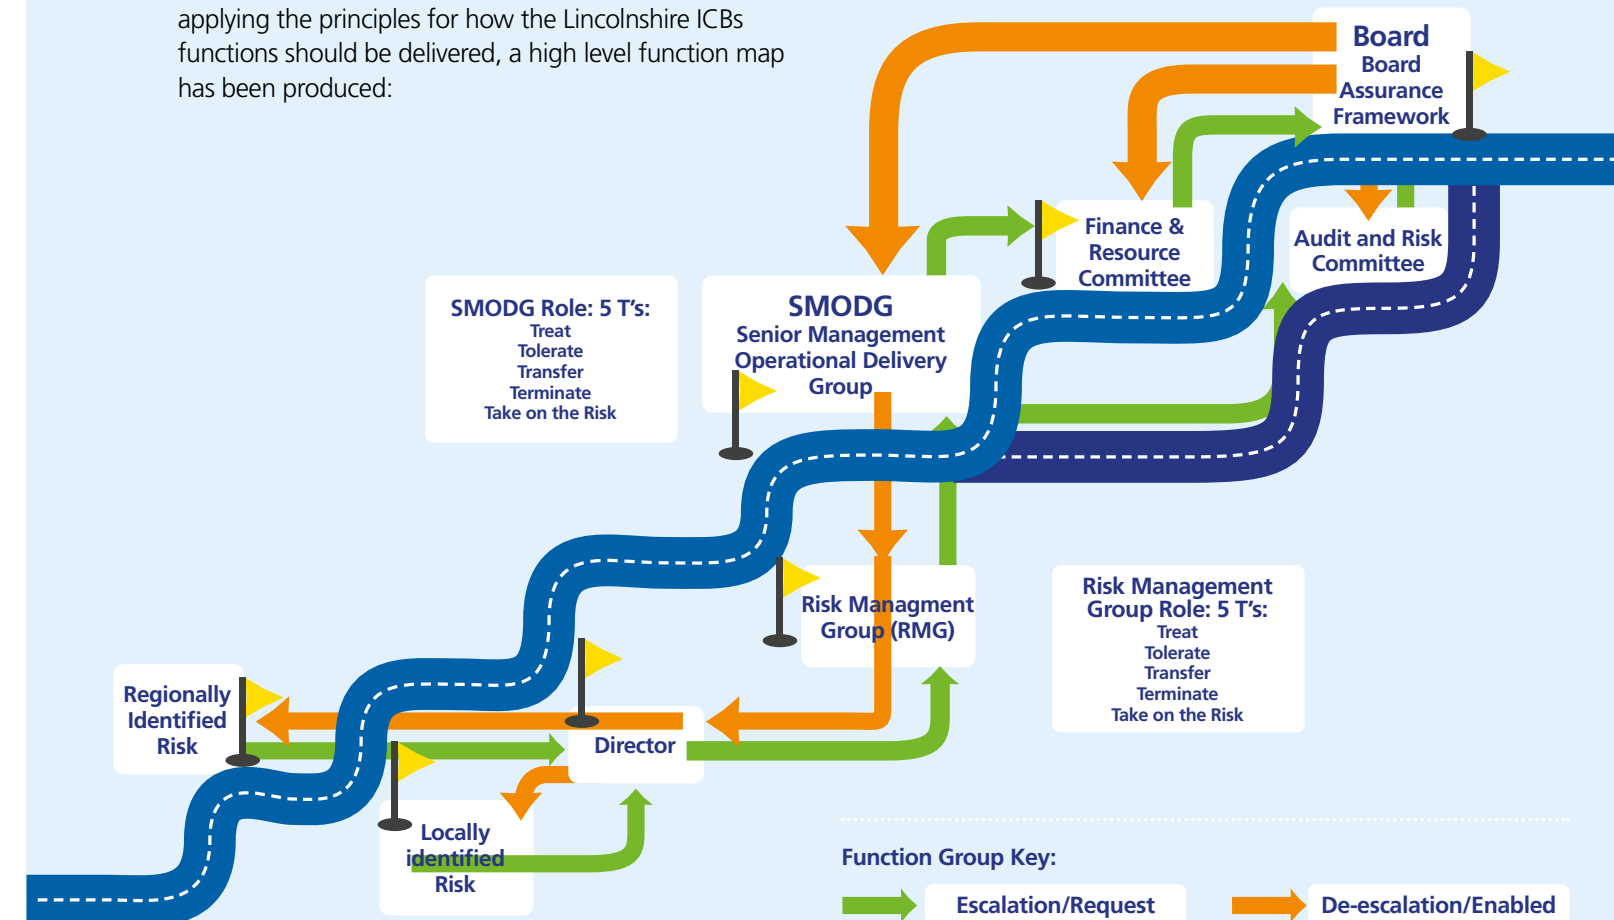 applying the principles for how the Lincolnshire ICBs
functions should be delivered, a high level function map
has been produced:
Board
Board
Assurance
Framework
Finance &
Resource
Committee
Audit and Risk
Committee
SMODG Role: 5 T's:
Treat
Tolerate
Transfer
Terminate
Take on the Risk
SMODG
Senior Management
Operational Delivery
Group
Risk Managment
Group (RMG)
Risk Management
Group Role: 5 T's:
Treat
Tolerate
Transfer
Terminate
Take on the Risk
Regionally
Identified
Risk
Director
Locally
identified
Risk
Function Group Key:
Escalation/Request
De-escalation/Enabled